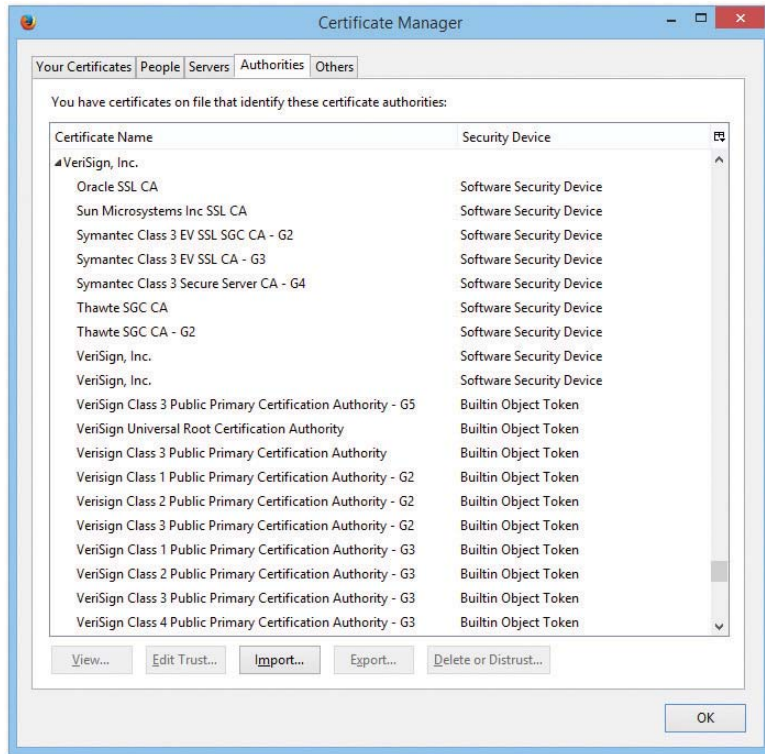 Certificate Manager
Your Certificates People Servers Authorities Others
You have certificates on file that identify these certificate authorities:
Certificate Name Security Device
VeriSign, Inc.
Oracle SSL CA Software Security Device
Sun Microsystems Inc SSL CA Software Security Device
Symantec Class 3 EV SSL SGC CA - G2 Software Security Device
Symantec Class 3 EV SSL CA - G3 Software Security Device
Symantec Class 3 Secure Server CA - G4 Software Security Device
Thawte SGC CA Software Security Device
Thawte SGC CA - G2 Software Security Device
VeriSign, Inc. Software Security Device
VeriSign, Inc. Software Security Device
VeriSign Class 3 Public Primary Certification Authority - G5 Builtin Object Token
VeriSign Universal Root Certification Authority Builtin Object Token
Verisign Class 3 Public Primary Certification Authority Builtin Object Token
Verisign Class 1 Public Primary Certification Authority - G2 Builtin Object Token
Verisign Class 2 Public Primary Certification Authority - G2 Builtin Object Token
Verisign Class 3 Public Primary Certification Authority - G2 Builtin Object Token
VeriSign Class 1 Public Primary Certification Authority - G3 Builtin Object Token
VeriSign Class 2 Public Primary Certification Authority - G3 Builtin Object Token
VeriSign Class 3 Public Primary Certification Authority - G3 Builtin Object Token
VeriSign Class 4 Public Primary Certification Authority - G3 Builtin Object Token
View... Edit Trust... Import... Export... Delete or Distrust...
OK